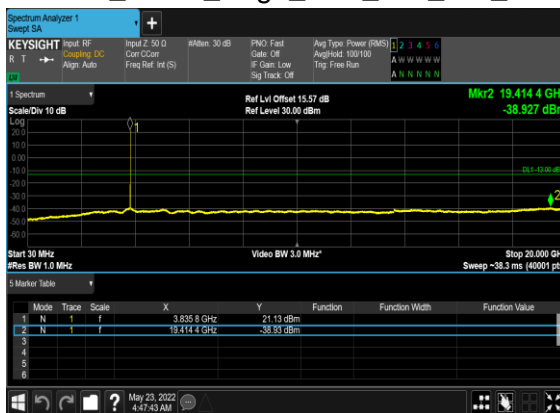 Spectrum Analyzer 1
Swept SA
KEYSIGHT Input: RF Input Z: 50 Ω #Atten: 30 dB PNO: Fast Avg Type: Power (RMS) 1 2 3 4 5 6
R T Coupling: DC Corr CCorr Gate: Off Avg|Hold: 100/100 A W W W W W
Align: Auto Freq Ref: Int (S) IF Gain: Low Trig: Free Run A N N N N N
LU Sig Track: Off
1 Spectrum Ref Lvl Offset 15.57 dB Mkr2 19.414 4 GH
Scale/Div 10 dB Ref Level 30.00 dBm -38.927 dB
Log
20.0 1
10.0
0.00
-10.0 DL1 -13.00 dB
-20.0
-30.0 2
-40.0
-50.0
-60.0
Start 30 MHz Video BW 3.0 MHz* Stop 20.000 GH
#Res BW 1.0 MHz Sweep ~38.3 ms (40001 pt
5 Marker Table
Mode Trace Scale X Y Function Function Width Function Value
1 N 1 f 3.835 8 GHz 21.13 dBm
2 N 1 f 19.414 4 GHz -38.93 dBm
3
4
5
6
? May 23, 2022
4:47:43 AM